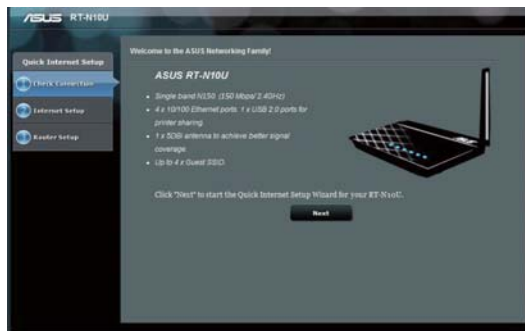 ASUS RT-N10U
Quick Internet Setup
Check Connection
Internet Setup
Router Setup
Welcome to the ASUS Networking Family!
ASUS RT-N10U
Single band N150 (150 Mbps/ 2.4GHz)
4 x 10/100 Ethernet ports. 1 x USB 2.0 ports for
printer sharing.
1 x 5DBi antenna to achieve better signal
coverage.
Up to 4 x Guest SSID.
Click "Next" to start the Quick Internet Setup Wizard for your RT-N10U.
Next